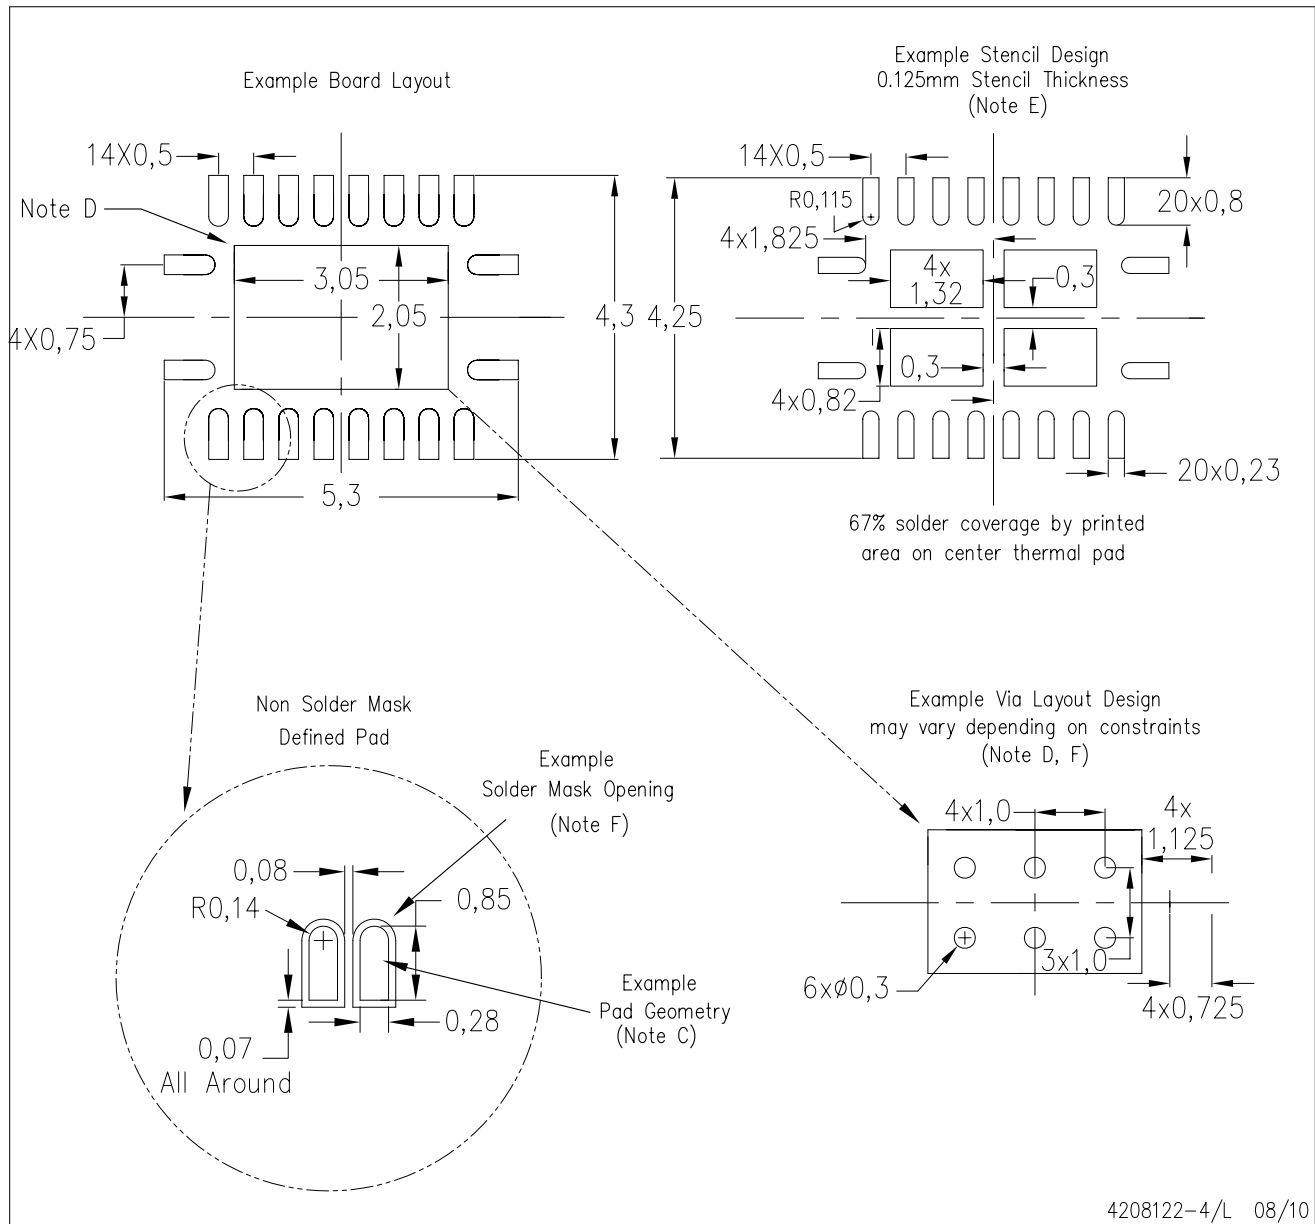 Example Board Layout
14X0,5
Note D
3,05
2,05
4X0,75
4,3
5,3
Example Stencil Design
0.125mm Stencil Thickness
(Note E)
14X0,5
R0,115
20x0,8
4x1,825
4x
1,32
0,3
4,25
0,3
4x0,82
20x0,23
67% solder coverage by printed
area on center thermal pad
Non Solder Mask
Defined Pad
Example
Solder Mask Opening
(Note F)
0,08
R0,14
0,85
Example
Pad Geometry
(Note C)
0,28
0,07
All Around
Example Via Layout Design
may vary depending on constraints
(Note D, F)
4x1,0
4x
1,125
3x1,0
6xø0,3
4x0,725
4208122-4/L 08/10